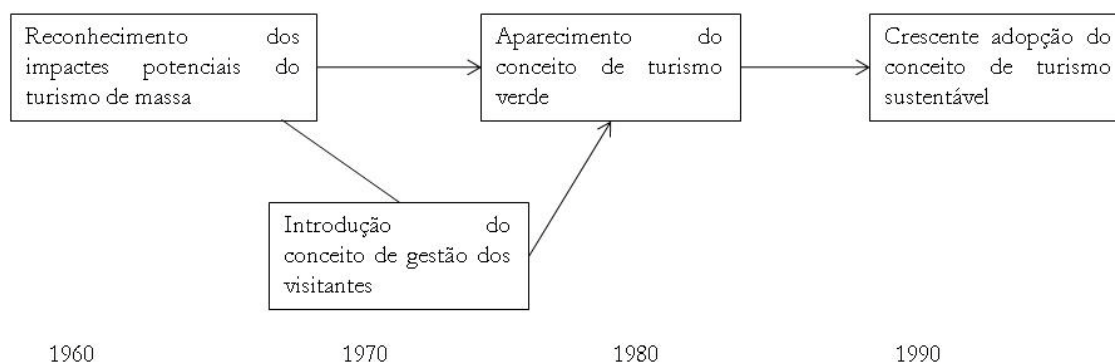 Reconhecimento dos
impactes potenciais do
turismo de massa
Aparecimento do
conceito de turismo
verde
Crescente adopção do
conceito de turismo
sustentável
Introdução do
conceito de gestão dos
visitantes
1960 1970 1980 1990